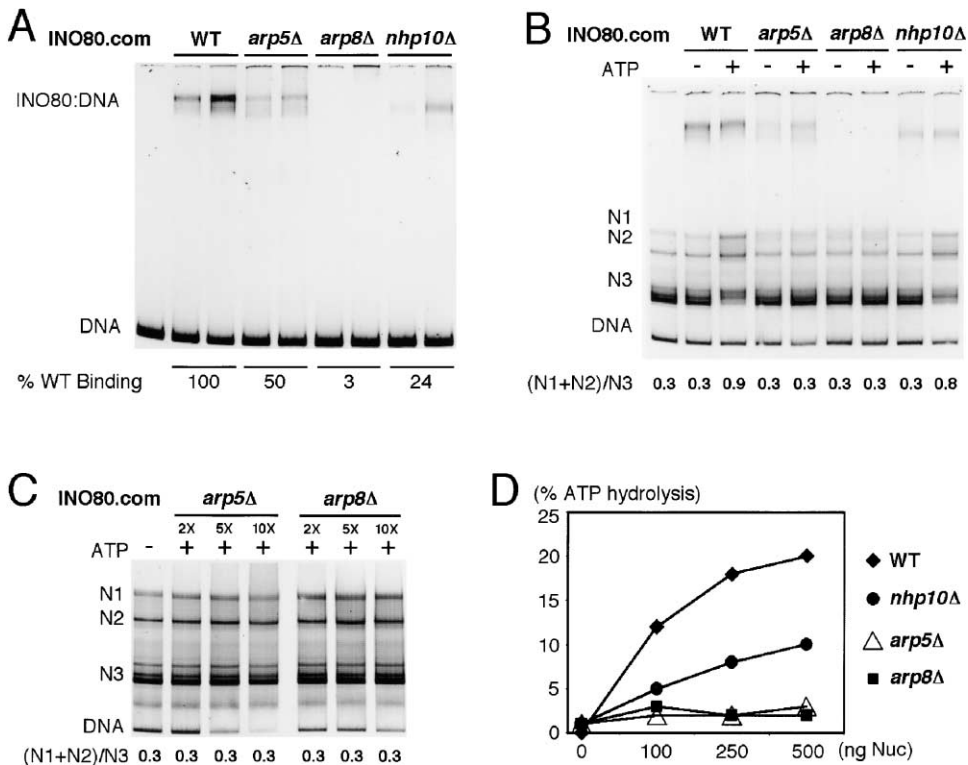 A
INO80.com WT arp5Δ arp8Δ nhp10Δ
INO80:DNA
DNA
% WT Binding 100 50 3 24
B
INO80.com WT arp5Δ arp8Δ nhp10Δ
ATP - + - + - + - +
N1
N2
N3
DNA
(N1+N2)/N3 0.3 0.3 0.9 0.3 0.3 0.3 0.3 0.3 0.8
C
INO80.com arp5Δ arp8Δ
2X 5X 10X 2X 5X 10X
ATP - + + + + + +
N1
N2
N3
DNA
(N1+N2)/N3 0.3 0.3 0.3 0.3 0.3 0.3 0.3
D
(% ATP hydrolysis)
25
20
15
10
5
0
0 100 250 500 (ng Nuc)
WT
nhp10Δ
arp5Δ
arp8Δ